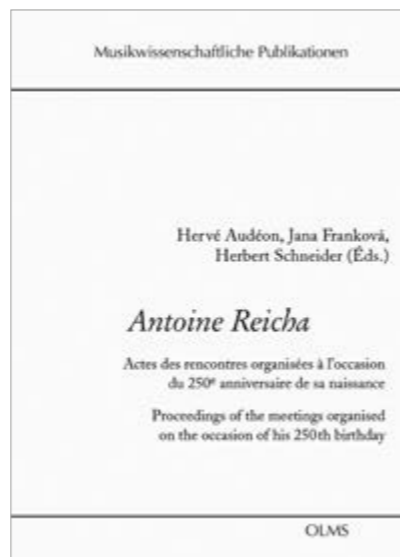 Musikwissenschaftliche Publikationen
Hervé Audéon, Jana Franková,
Herbert Schneider (Éds.)
Antoine Reicha
Actes des rencontres organisées à l'occasion
du 250ᵉ anniversaire de sa naissance
Proceedings of the meetings organised
on the occasion of his 250th birthday
OLMS